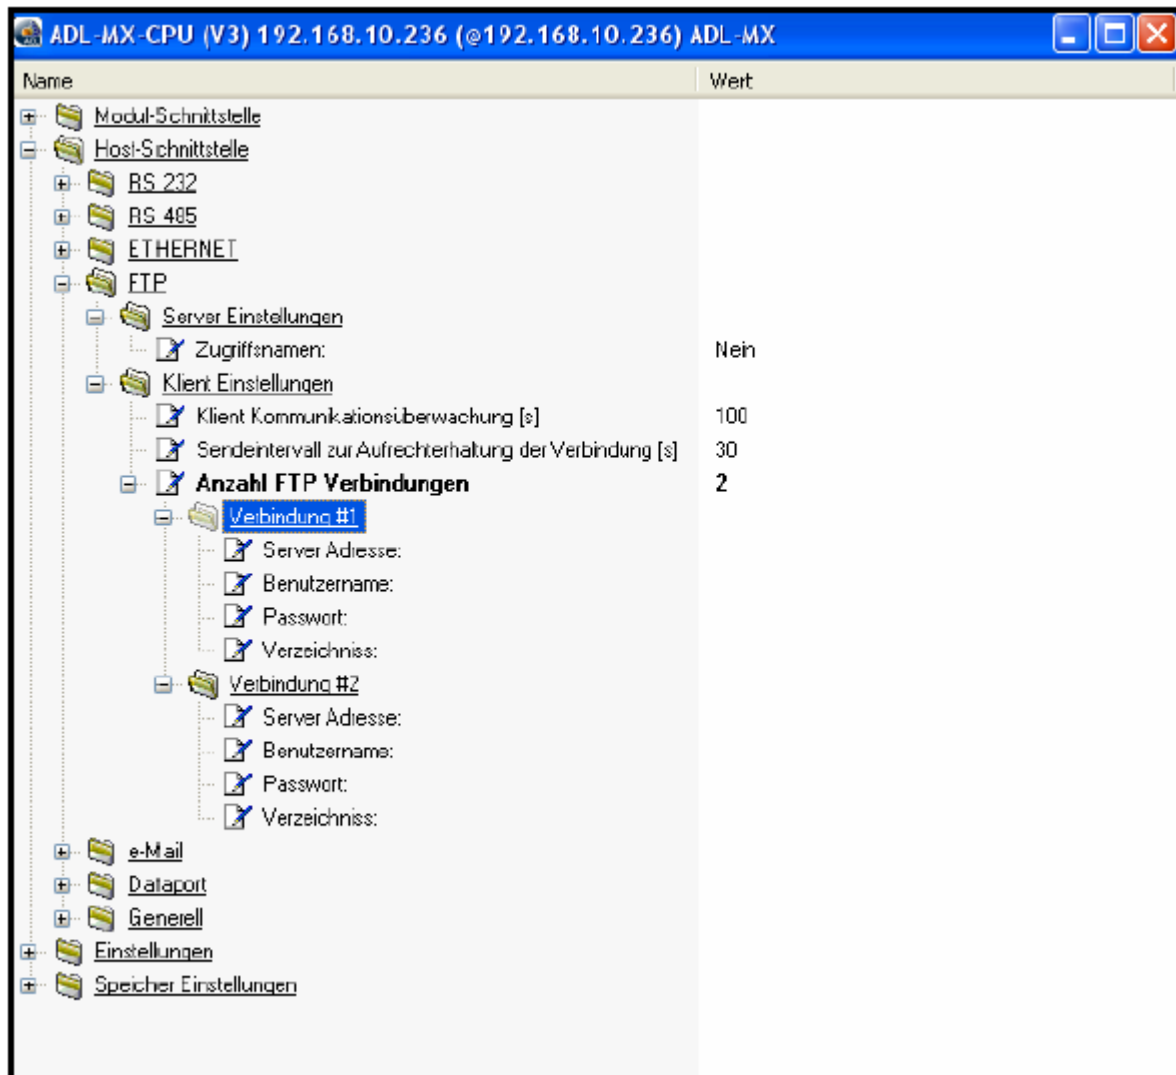 ADL-MX-CPU (V3) 192.168.10.236 (@192.168.10.236) ADL-MX
Name Wert
Modul-Schnittstelle
Host-Schnittstelle
RS 232
RS 485
ETHERNET
FTP
Server Einstellungen
Zugriffsnamen: Nein
Klient Einstellungen
Klient Kommunikationsüberwachung [s] 100
Sendeintervall zur Aufrechterhaltung der Verbindung [s] 30
Anzahl FTP Verbindungen 2
Verbindung #1
Server Adresse:
Benutzername:
Passwort:
Verzeichniss:
Verbindung #2
Server Adresse:
Benutzername:
Passwort:
Verzeichniss:
e-Mail
Dataport
Generell
Einstellungen
Speicher Einstellungen